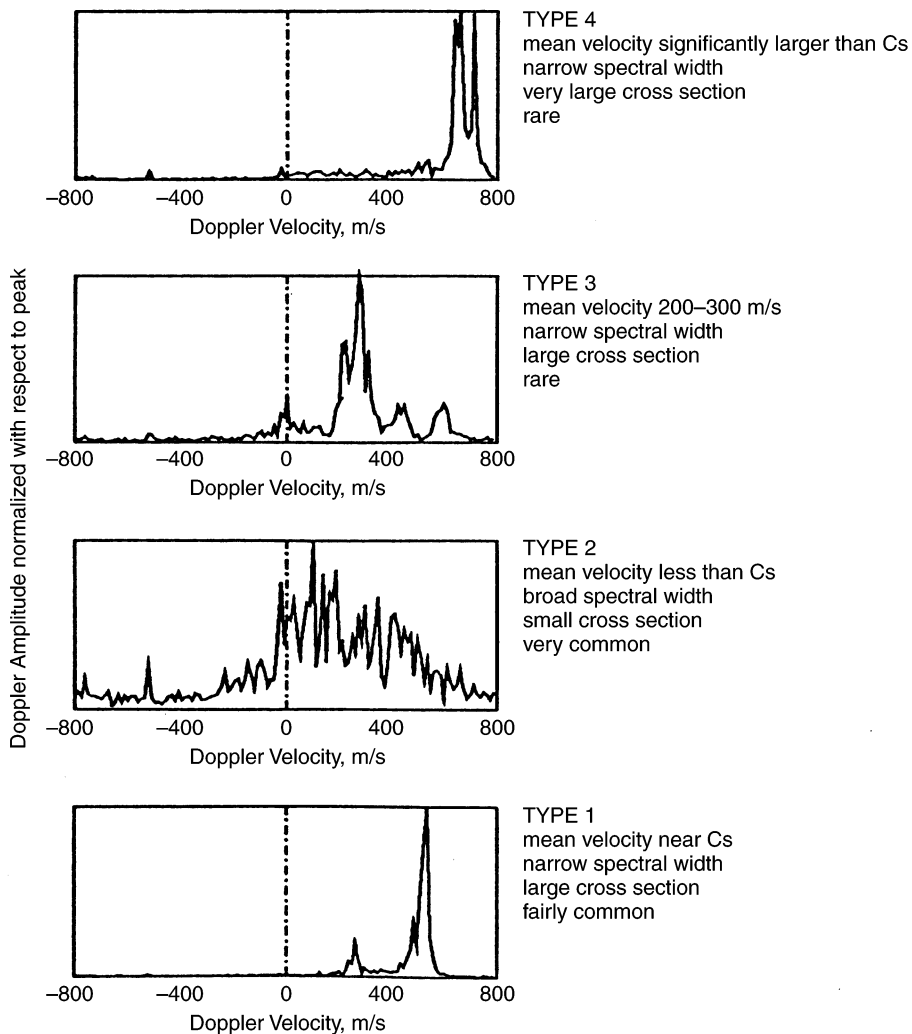 TYPE 4
mean velocity significantly larger than Cs
narrow spectral width
very large cross section
rare
–800 –400 0 400 800
Doppler Velocity, m/s
Doppler Amplitude normalized with respect to peak
TYPE 3
mean velocity 200–300 m/s
narrow spectral width
large cross section
rare
–800 –400 0 400 800
Doppler Velocity, m/s
TYPE 2
mean velocity less than Cs
broad spectral width
small cross section
very common
–800 –400 0 400 800
Doppler Velocity, m/s
TYPE 1
mean velocity near Cs
narrow spectral width
large cross section
fairly common
–800 –400 0 400 800
Doppler Velocity, m/s